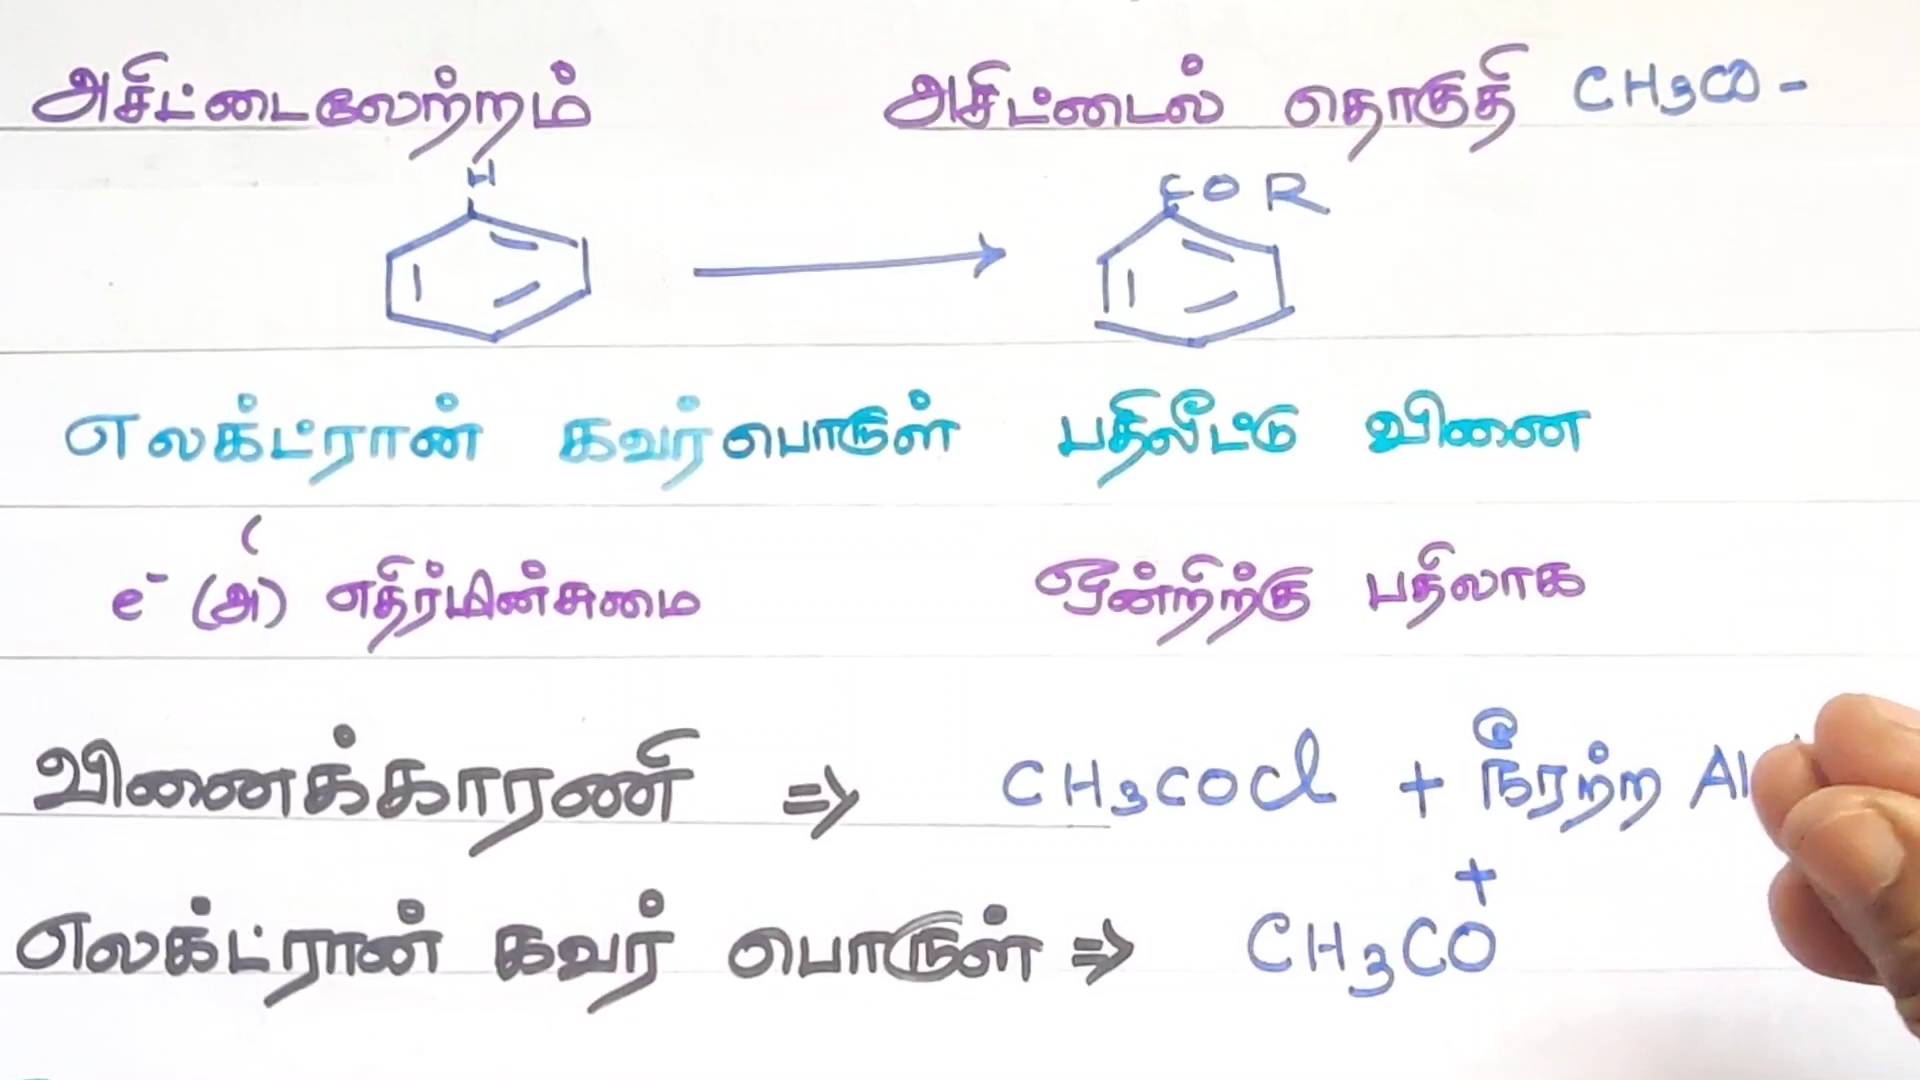 அசிட்டைலேற்றம் அசிட்டைல் தொகுதி CH3CO-
H COR
எலக்ட்ரான் கவர்பொருள் பதிலீட்டு வினை
e- (அ) எதிர்மின்சுமை ஒன்றிற்கு பதிலாக
வினைக்காரணி ⇒ CH3COCl + நீரற்ற Al
எலக்ட்ரான் கவர் பொருள் ⇒ CH3CO+